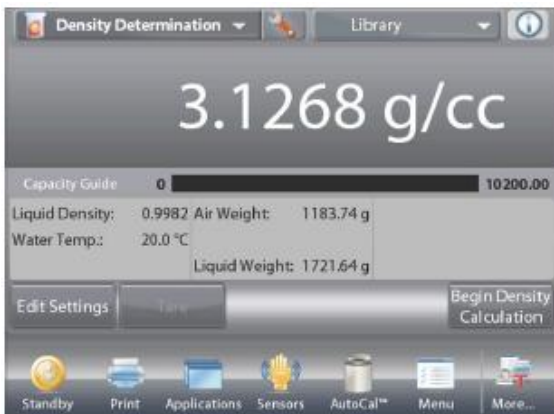 Density Determination Library
3.1268 g/cc
Capacity Guide 0 10200.00
Liquid Density: 0.9982 Air Weight: 1183.74 g
Water Temp.: 20.0 °C
Liquid Weight: 1721.64 g
Edit Settings Tare Begin Density
Calculation
Standby Print Applications Sensors AutoCal™ Menu More...